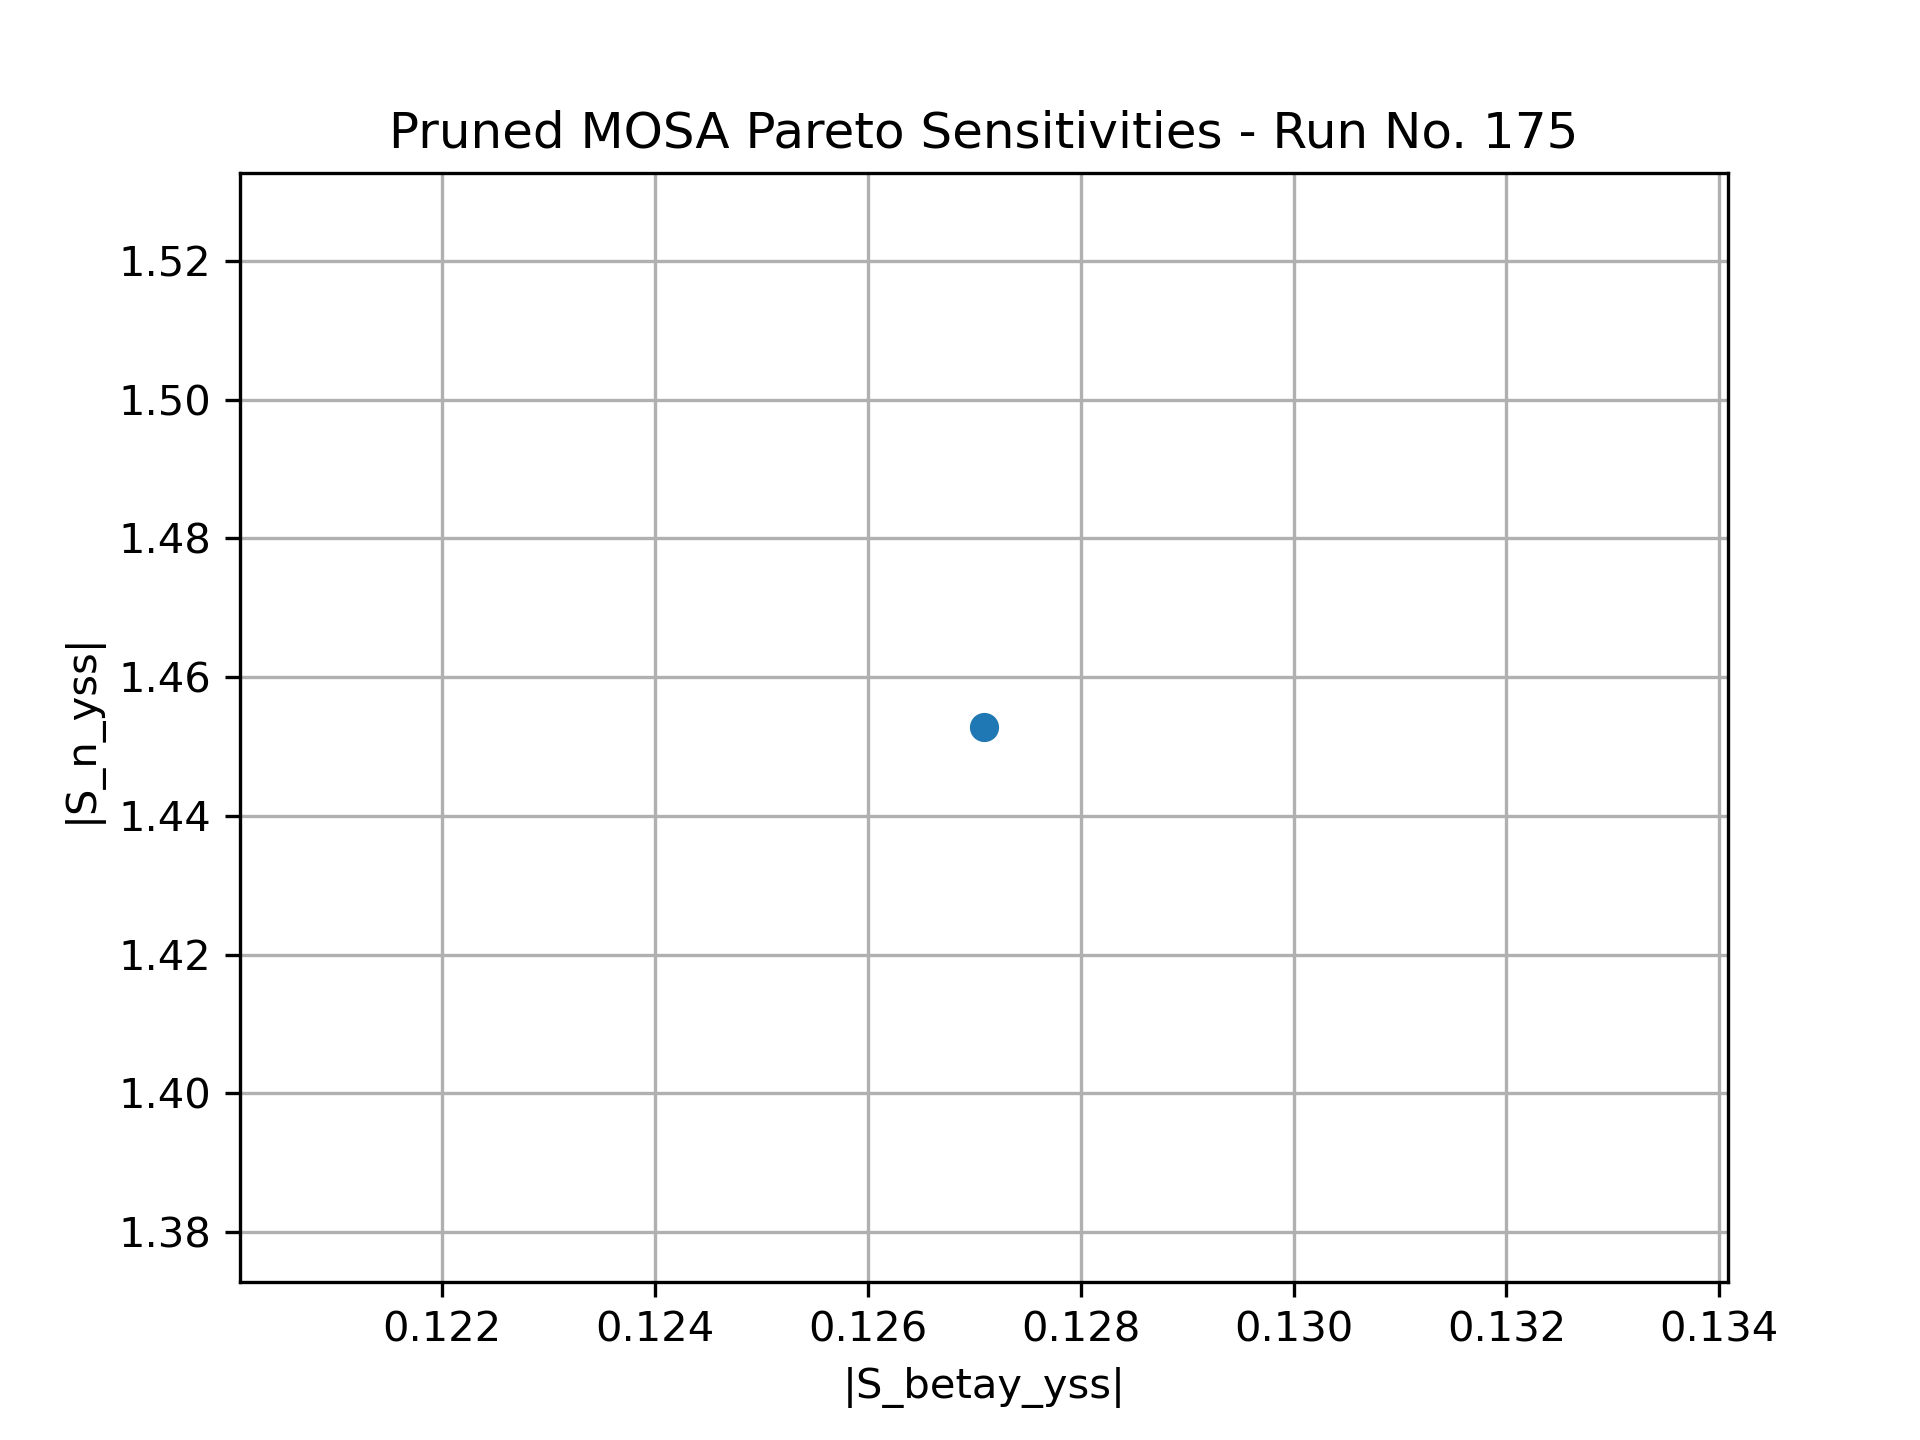 Pruned MOSA Pareto Sensitivities - Run No. 175
1.52
1.50
1.48
1.46
1.44
1.42
1.40
1.38
|S_n_yss|
0.122 0.124 0.126 0.128 0.130 0.132 0.134
|S_betay_yss|